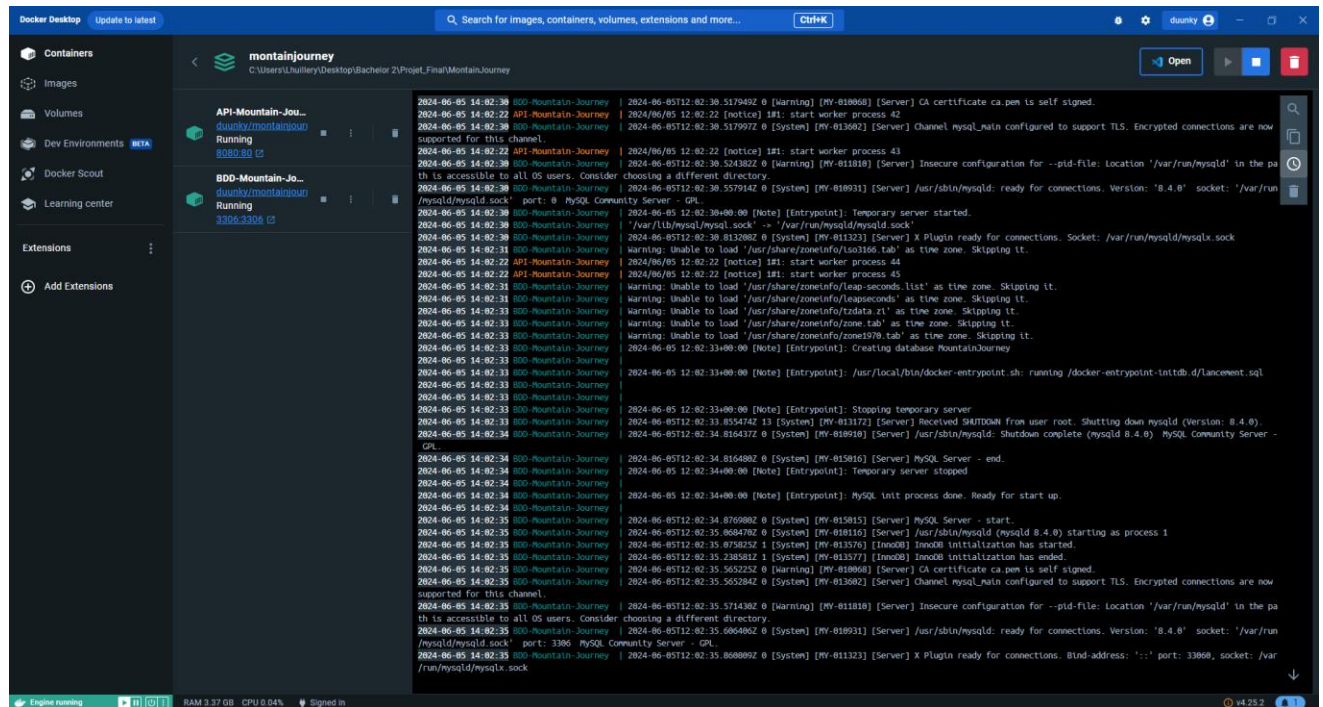 Docker Desktop Update to latest
Search for images, containers, volumes, extensions and more... Ctrl+K
duunky
Containers
Images
Volumes
Dev Environments BETA
Docker Scout
Learning center
Extensions
Add Extensions
montainjourney
C:\Users\Lhuillery\Desktop\Bachelor 2\Projet_Final\MontainJourney
Open
API-Mountain-Jou...
duunky/montainjourn
Running
8080:80
BDD-Mountain-Jo...
duunky/montainjourn
Running
3306:3306
2024-06-05 14:02:30 BDD-Mountain-Journey | 2024-06-05T12:02:30.517949Z 0 [Warning] [MY-010068] [Server] CA certificate ca.pem is self signed.
2024-06-05 14:02:22 API-Mountain-Journey | 2024/06/05 12:02:22 [notice] 1#1: start worker process 42
2024-06-05 14:02:30 BDD-Mountain-Journey | 2024-06-05T12:02:30.517997Z 0 [System] [MY-013602] [Server] Channel mysql_main configured to support TLS. Encrypted connections are now
supported for this channel.
2024-06-05 14:02:22 API-Mountain-Journey | 2024/06/05 12:02:22 [notice] 1#1: start worker process 43
2024-06-05 14:02:30 BDD-Mountain-Journey | 2024-06-05T12:02:30.524382Z 0 [Warning] [MY-011810] [Server] Insecure configuration for --pid-file: Location '/var/run/mysqld' in the pa
th is accessible to all OS users. Consider choosing a different directory.
2024-06-05 14:02:30 BDD-Mountain-Journey | 2024-06-05T12:02:30.557914Z 0 [System] [MY-010931] [Server] /usr/sbin/mysqld: ready for connections. Version: '8.4.0' socket: '/var/run
/mysqld/mysqld.sock' port: 0 MySQL Community Server - GPL.
2024-06-05 14:02:30 BDD-Mountain-Journey | 2024-06-05 12:02:30+00:00 [Note] [Entrypoint]: Temporary server started.
2024-06-05 14:02:30 BDD-Mountain-Journey | '/var/lib/mysql/mysql.sock' -> '/var/run/mysqld/mysqld.sock'
2024-06-05 14:02:30 BDD-Mountain-Journey | 2024-06-05T12:02:30.813208Z 0 [System] [MY-011323] [Server] X Plugin ready for connections. Socket: /var/run/mysqld/mysqlx.sock
2024-06-05 14:02:31 BDD-Mountain-Journey | Warning: Unable to load '/usr/share/zoneinfo/iso3166.tab' as time zone. Skipping it.
2024-06-05 14:02:22 API-Mountain-Journey | 2024/06/05 12:02:22 [notice] 1#1: start worker process 44
2024-06-05 14:02:22 API-Mountain-Journey | 2024/06/05 12:02:22 [notice] 1#1: start worker process 45
2024-06-05 14:02:31 BDD-Mountain-Journey | Warning: Unable to load '/usr/share/zoneinfo/leap-seconds.list' as time zone. Skipping it.
2024-06-05 14:02:31 BDD-Mountain-Journey | Warning: Unable to load '/usr/share/zoneinfo/leapseconds' as time zone. Skipping it.
2024-06-05 14:02:33 BDD-Mountain-Journey | Warning: Unable to load '/usr/share/zoneinfo/tzdata.zi' as time zone. Skipping it.
2024-06-05 14:02:33 BDD-Mountain-Journey | Warning: Unable to load '/usr/share/zoneinfo/zone.tab' as time zone. Skipping it.
2024-06-05 14:02:33 BDD-Mountain-Journey | Warning: Unable to load '/usr/share/zoneinfo/zone1970.tab' as time zone. Skipping it.
2024-06-05 14:02:33 BDD-Mountain-Journey | 2024-06-05 12:02:33+00:00 [Note] [Entrypoint]: Creating database MountainJourney
2024-06-05 14:02:33 BDD-Mountain-Journey |
2024-06-05 14:02:33 BDD-Mountain-Journey | 2024-06-05 12:02:33+00:00 [Note] [Entrypoint]: /usr/local/bin/docker-entrypoint.sh: running /docker-entrypoint-initdb.d/lancement.sql
2024-06-05 14:02:33 BDD-Mountain-Journey |
2024-06-05 14:02:33 BDD-Mountain-Journey |
2024-06-05 14:02:33 BDD-Mountain-Journey | 2024-06-05 12:02:33+00:00 [Note] [Entrypoint]: Stopping temporary server
2024-06-05 14:02:33 BDD-Mountain-Journey | 2024-06-05T12:02:33.855474Z 13 [System] [MY-013172] [Server] Received SHUTDOWN from user root. Shutting down mysqld (Version: 8.4.0).
2024-06-05 14:02:34 BDD-Mountain-Journey | 2024-06-05T12:02:34.816437Z 0 [System] [MY-010910] [Server] /usr/sbin/mysqld: Shutdown complete (mysqld 8.4.0) MySQL Community Server -
GPL.
2024-06-05 14:02:34 BDD-Mountain-Journey | 2024-06-05T12:02:34.816480Z 0 [System] [MY-015016] [Server] MySQL Server - end.
2024-06-05 14:02:34 BDD-Mountain-Journey | 2024-06-05 12:02:34+00:00 [Note] [Entrypoint]: Temporary server stopped
2024-06-05 14:02:34 BDD-Mountain-Journey |
2024-06-05 14:02:34 BDD-Mountain-Journey | 2024-06-05 12:02:34+00:00 [Note] [Entrypoint]: MySQL init process done. Ready for start up.
2024-06-05 14:02:34 BDD-Mountain-Journey |
2024-06-05 14:02:35 BDD-Mountain-Journey | 2024-06-05T12:02:34.876980Z 0 [System] [MY-015015] [Server] MySQL Server - start.
2024-06-05 14:02:35 BDD-Mountain-Journey | 2024-06-05T12:02:35.068470Z 0 [System] [MY-010116] [Server] /usr/sbin/mysqld (mysqld 8.4.0) starting as process 1
2024-06-05 14:02:35 BDD-Mountain-Journey | 2024-06-05T12:02:35.075825Z 1 [System] [MY-013576] [InnoDB] InnoDB initialization has started.
2024-06-05 14:02:35 BDD-Mountain-Journey | 2024-06-05T12:02:35.238581Z 1 [System] [MY-013577] [InnoDB] InnoDB initialization has ended.
2024-06-05 14:02:35 BDD-Mountain-Journey | 2024-06-05T12:02:35.565225Z 0 [Warning] [MY-010068] [Server] CA certificate ca.pem is self signed.
2024-06-05 14:02:35 BDD-Mountain-Journey | 2024-06-05T12:02:35.565284Z 0 [System] [MY-013602] [Server] Channel mysql_main configured to support TLS. Encrypted connections are now
supported for this channel.
2024-06-05 14:02:35 BDD-Mountain-Journey | 2024-06-05T12:02:35.571430Z 0 [Warning] [MY-011810] [Server] Insecure configuration for --pid-file: Location '/var/run/mysqld' in the pa
th is accessible to all OS users. Consider choosing a different directory.
2024-06-05 14:02:35 BDD-Mountain-Journey | 2024-06-05T12:02:35.606406Z 0 [System] [MY-010931] [Server] /usr/sbin/mysqld: ready for connections. Version: '8.4.0' socket: '/var/run
/mysqld/mysqld.sock' port: 3306 MySQL Community Server - GPL.
2024-06-05 14:02:35 BDD-Mountain-Journey | 2024-06-05T12:02:35.860809Z 0 [System] [MY-011323] [Server] X Plugin ready for connections. Bind-address: '::' port: 33060, socket: /var
/run/mysqld/mysqlx.sock
Engine running RAM 3.37 GB CPU 0.04% Signed in v4.25.2 1